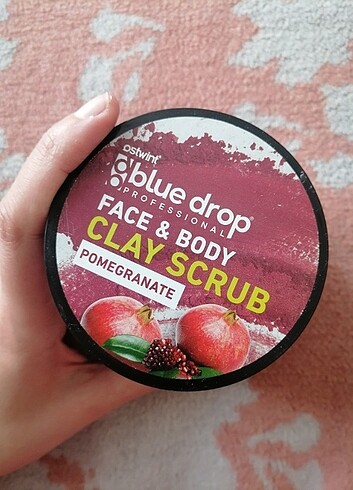 ostwint
blue drop®
PROFESSIONAL
FACE & BODY
CLAY SCRUB
POMEGRANATE